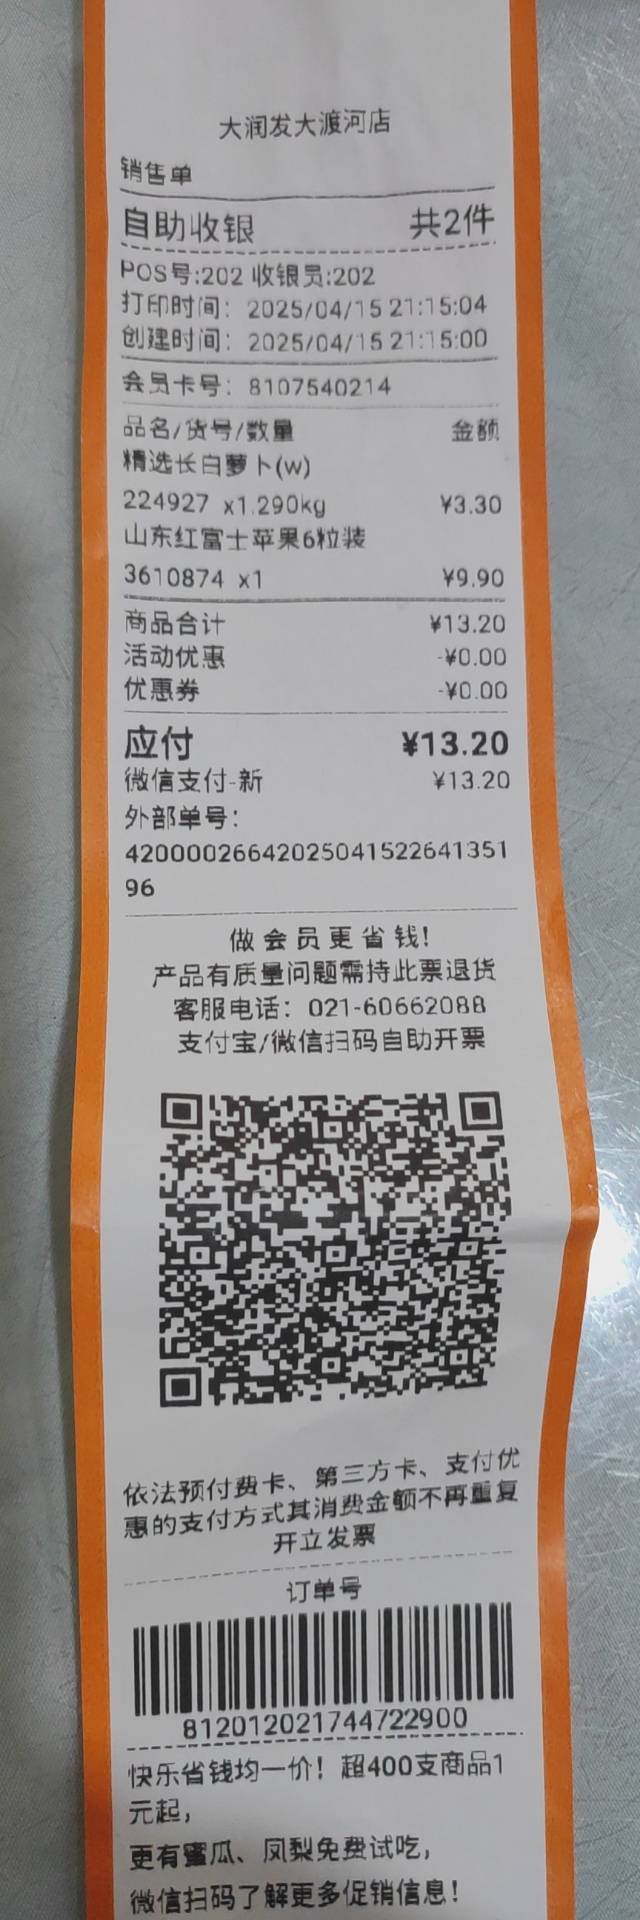 大润发大渡河店
销售单
自助收银 共2件
POS号:202 收银员:202
打印时间：2025/04/15 21:15:04
创建时间：2025/04/15 21:15:00
会员卡号：8107540214
品名/货号/数量 金额
精选长白萝卜(w)
224927 x1.290kg ¥3.30
山东红富士苹果6粒装
3610874 x1 ¥9.90
商品合计 ¥13.20
活动优惠 -¥0.00
优惠券 -¥0.00
应付 ¥13.20
微信支付-新 ¥13.20
外部单号：
42000026642025041522641351
96
做会员更省钱！
产品有质量问题需持此票退货
客服电话：021-60662088
支付宝/微信扫码自助开票
依法预付费卡、第三方卡、支付优
惠的支付方式其消费金额不再重复
开立发票
订单号
812012021744722900
快乐省钱均一价！超400支商品1
元起，
更有蜜瓜、凤梨免费试吃，
微信扫码了解更多促销信息！